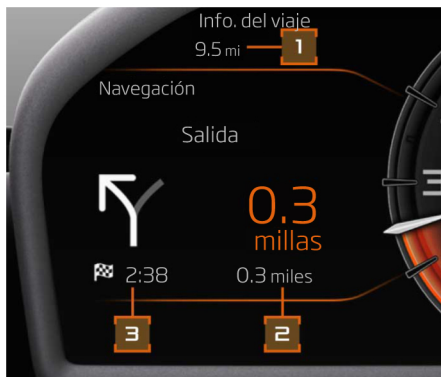 Info. del viaje
9.5 mi
1
Navegación
Salida
0.3
millas
2:38
0.3 miles
3
2